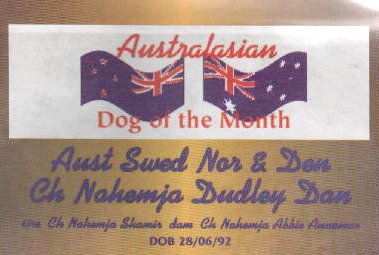 Australasian
Dog of the Month
Aust Swed Nor & Den
Ch Nahemja Dudley Dan
sire Ch Nahemja Shamir dam Ch Nahemja Abbie
DOB 28/06/92